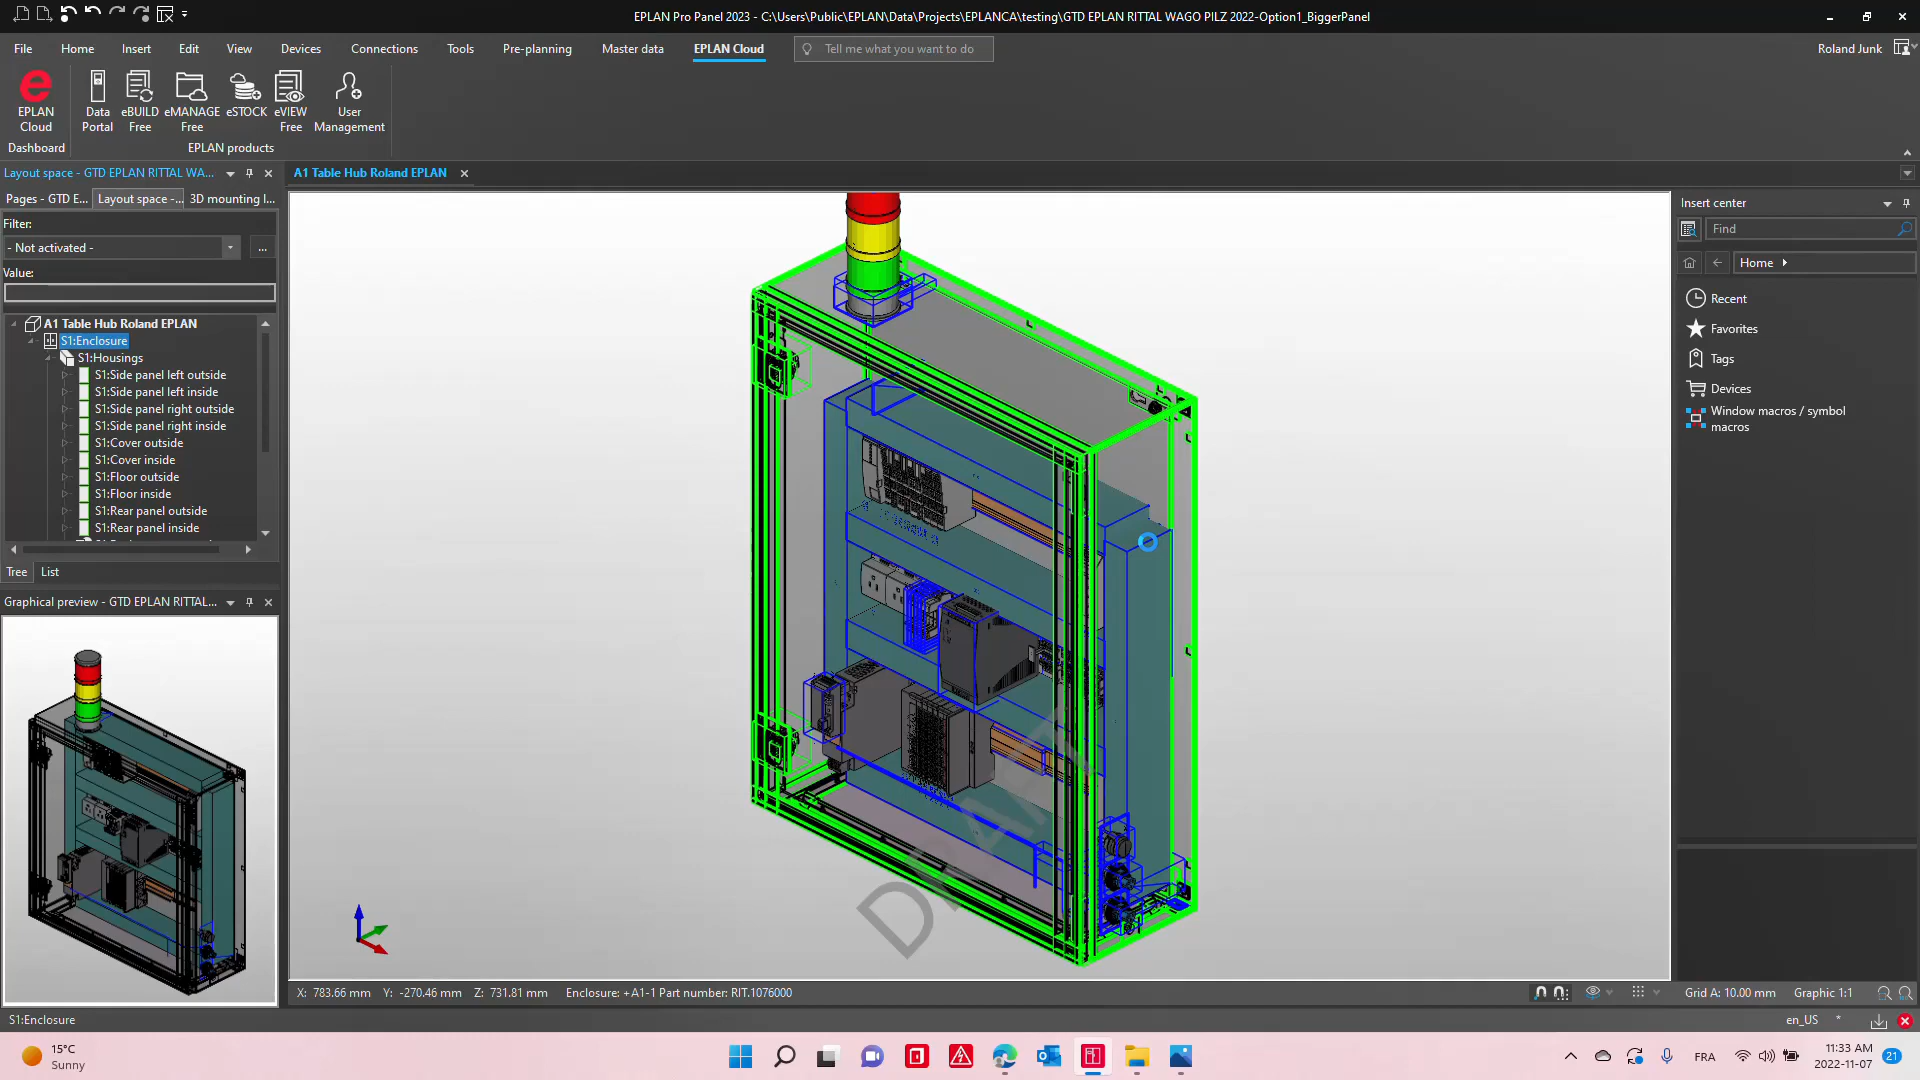 EPLAN Pro Panel 2023 - C:\Users\Public\EPLAN\Data\Projects\EPLANCA\testing\GTD EPLAN RITTAL WAGO PILZ 2022-Option1_BiggerPanel
File Home Insert Edit View Devices Connections Tools Pre-planning Master data EPLAN Cloud Tell me what you want to do Roland Junk
EPLAN Cloud
Data Portal
eBUILD Free
eMANAGE Free
eSTOCK
eVIEW Free
User Management
Dashboard EPLAN products
Layout space - GTD EPLAN RITTAL WA...
A1 Table Hub Roland EPLAN
Pages - GTD E... Layout space -... 3D mounting l...
Filter:
- Not activated -
...
Value:
A1 Table Hub Roland EPLAN
S1:Enclosure
S1:Housings
S1:Side panel left outside
S1:Side panel left inside
S1:Side panel right outside
S1:Side panel right inside
S1:Cover outside
S1:Cover inside
S1:Floor outside
S1:Floor inside
S1:Rear panel outside
S1:Rear panel inside
Tree List
Graphical preview - GTD EPLAN RITTAL...
DRAFT
Insert center
Find
Home
Recent
Favorites
Tags
Devices
Window macros / symbol
macros
X: 783.66 mm Y: -270.46 mm Z: 731.81 mm Enclosure: +A1-1 Part number: RIT.1076000
Grid A: 10.00 mm Graphic 1:1
S1:Enclosure
en_US *
15°C
Sunny
FRA
11:33 AM
2022-11-07
21